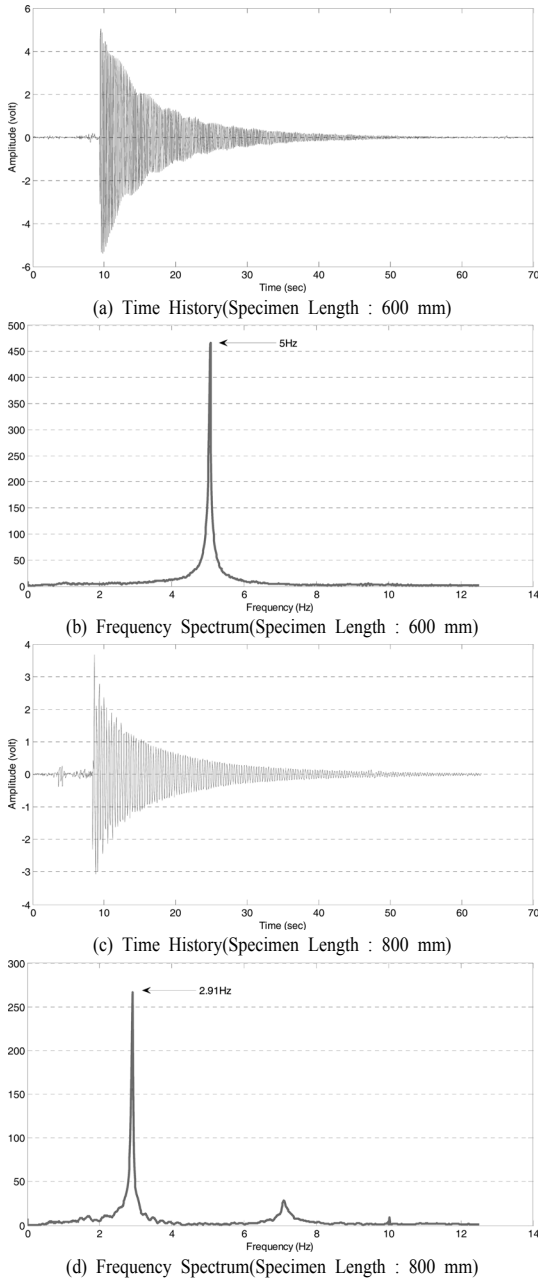 6
4
2
0
-2
-4
-6
Amplitude (volt)
0 10 20 30 40 50 60 70
Time (sec)
(a) Time History(Specimen Length : 600 mm)
500
450
400
350
300
250
200
150
100
50
0
5Hz
0 2 4 6 8 10 12 14
Frequency (Hz)
(b) Frequency Spectrum(Specimen Length : 600 mm)
4
3
2
1
0
-1
-2
-3
-4
Amplitude (volt)
0 10 20 30 40 50 60 70
Time (sec)
(c) Time History(Specimen Length : 800 mm)
300
250
200
150
100
50
0
2.91Hz
0 2 4 6 8 10 12 14
Frequency (Hz)
(d) Frequency Spectrum(Specimen Length : 800 mm)